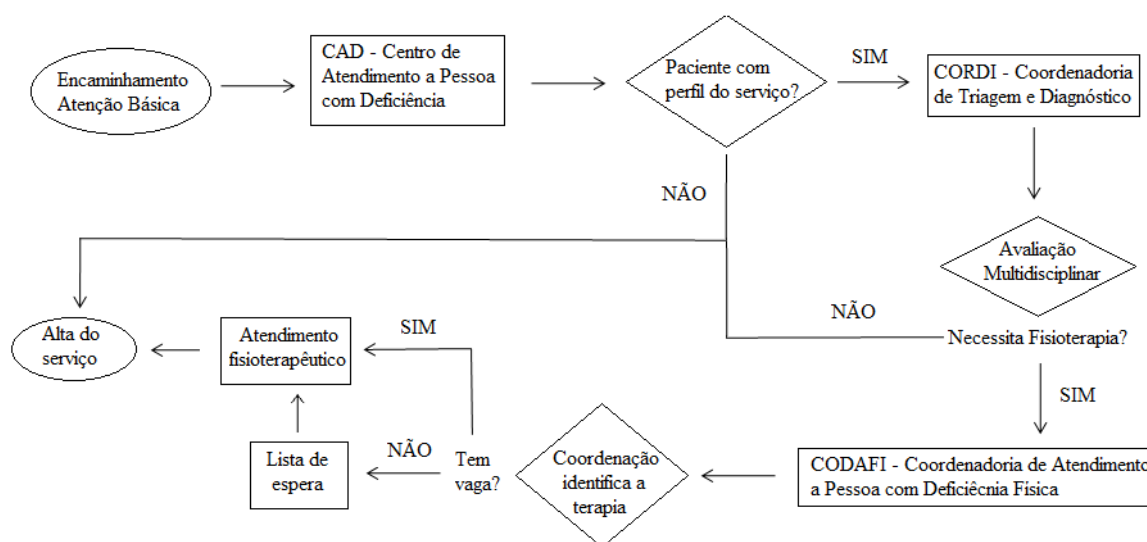 Encaminhamento
Atenção Básica
CAD - Centro de
Atendimento a Pessoa
com Deficiência
Paciente com
perfil do serviço?
SIM
CORDI - Coordenadoria
de Triagem e Diagnóstico
NÃO
Avaliação
Multidisciplinar
NÃO
Necessita Fisioterapia?
SIM
CODAFI - Coordenadoria de Atendimento
a Pessoa com Deficiêcnia Física
Coordenação
identifica a
terapia
Tem
vaga?
SIM
NÃO
Lista de
espera
Atendimento
fisioterapêutico
Alta do
serviço